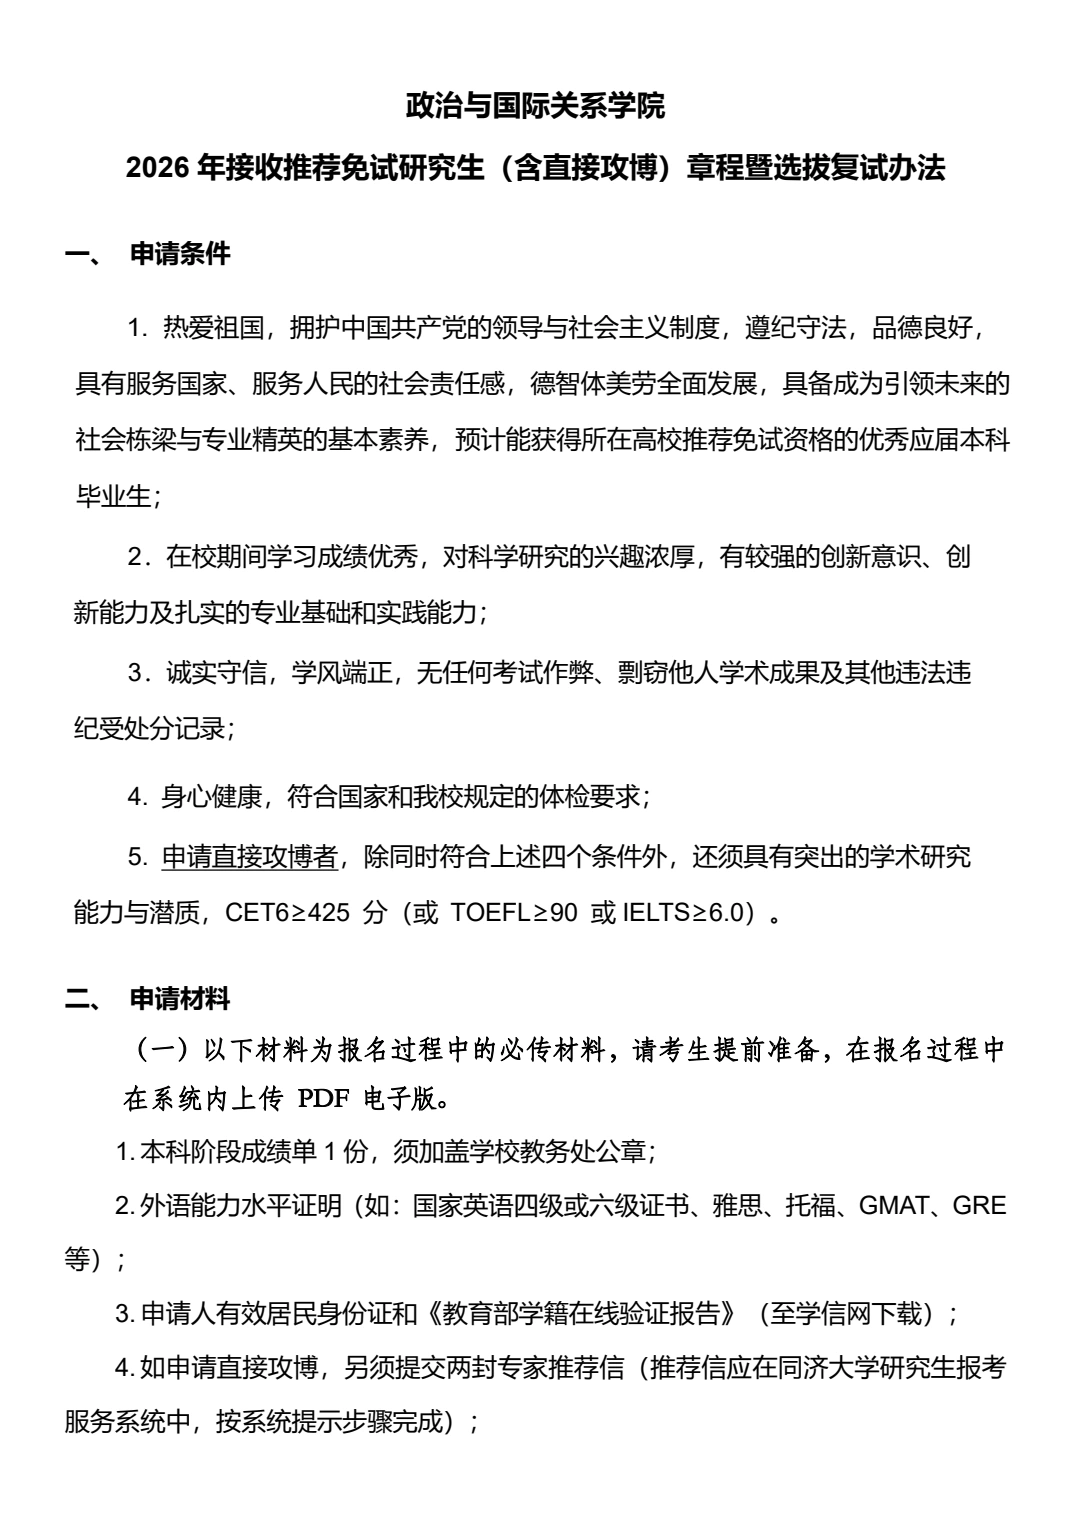 政治与国际关系学院
2026 年接收推荐免试研究生（含直接攻博）章程暨选拔复试办法
一、 申请条件
1. 热爱祖国，拥护中国共产党的领导与社会主义制度，遵纪守法，品德良好，
具有服务国家、服务人民的社会责任感，德智体美劳全面发展，具备成为引领未来的
社会栋梁与专业精英的基本素养，预计能获得所在高校推荐免试资格的优秀应届本科
毕业生；
2. 在校期间学习成绩优秀，对科学研究的兴趣浓厚，有较强的创新意识、创
新能力及扎实的专业基础和实践能力；
3. 诚实守信，学风端正，无任何考试作弊、剽窃他人学术成果及其他违法违
纪受处分记录；
4. 身心健康，符合国家和我校规定的体检要求；
5. 申请直接攻博者，除同时符合上述四个条件外，还须具有突出的学术研究
能力与潜质，CET6≥425 分（或 TOEFL≥90 或 IELTS≥6.0）。
二、 申请材料
（一）以下材料为报名过程中的必传材料，请考生提前准备，在报名过程中
在系统内上传 PDF 电子版。
1.本科阶段成绩单 1 份，须加盖学校教务处公章；
2.外语能力水平证明（如：国家英语四级或六级证书、雅思、托福、GMAT、GRE
等）；
3.申请人有效居民身份证和《教育部学籍在线验证报告》（至学信网下载）；
4.如申请直接攻博，另须提交两封专家推荐信（推荐信应在同济大学研究生报考
服务系统中，按系统提示步骤完成）；